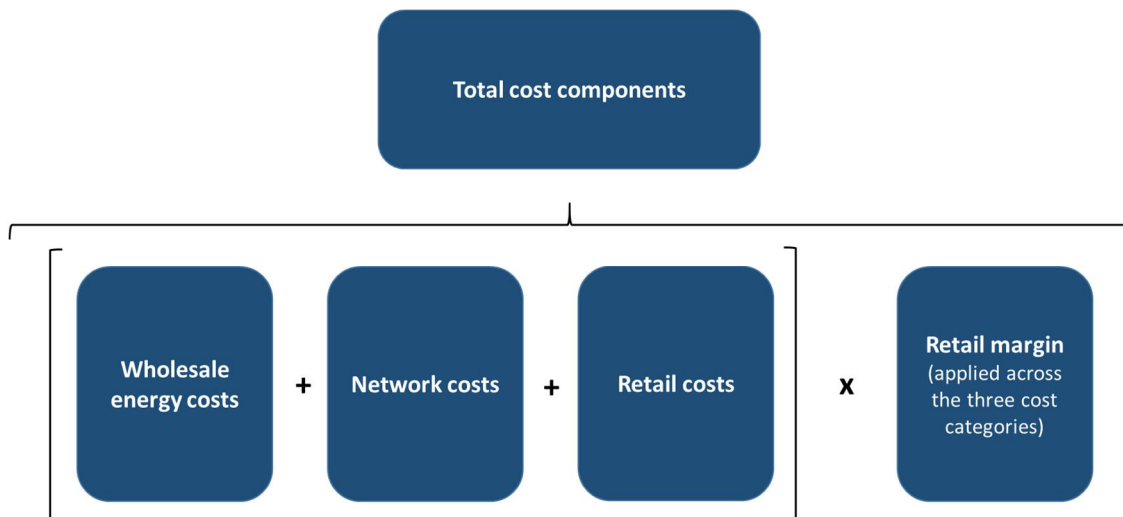 Total cost components
Wholesale
energy costs
+
Network costs
+
Retail costs
x
Retail margin
(applied across
the three cost
categories)